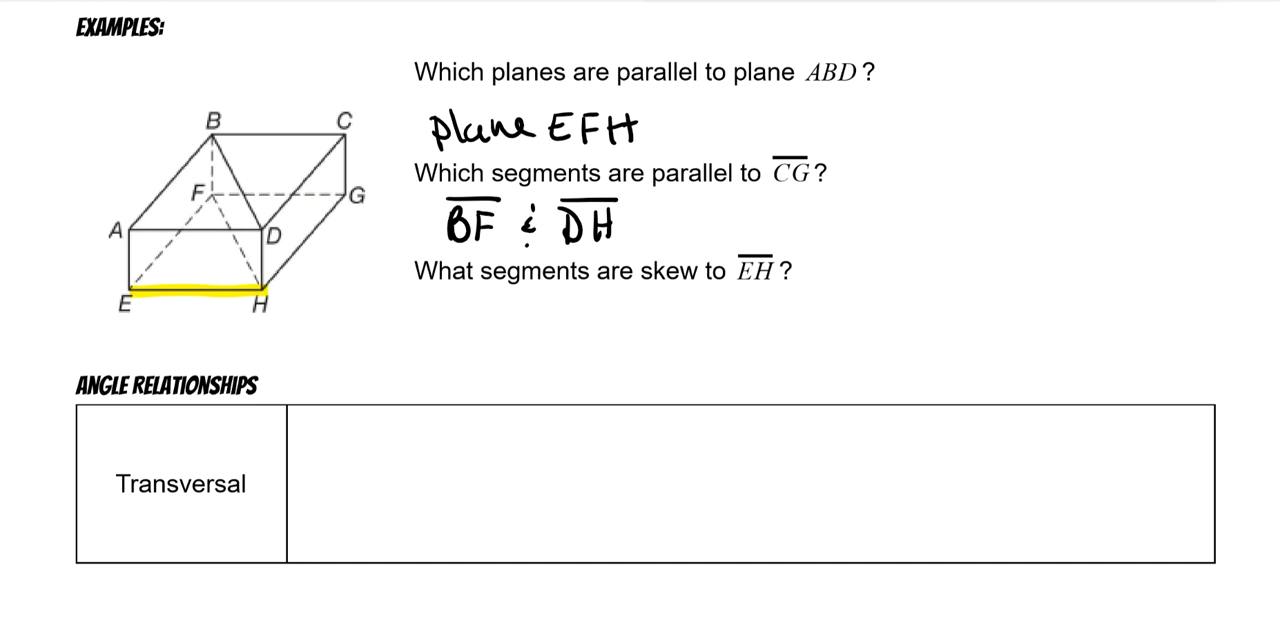 EXAMPLES:
Which planes are parallel to plane ABD?
plane EFH
Which segments are parallel to CG?
BF & DH
What segments are skew to EH?
B C
F G
A D
E H
ANGLE RELATIONSHIPS
Transversal